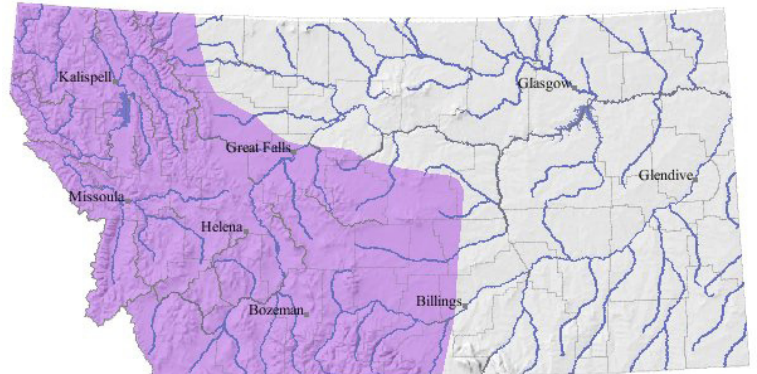 Kalispell
Glasgow
Great Falls
Glendive
Missoula
Helena
Billings
Bozeman